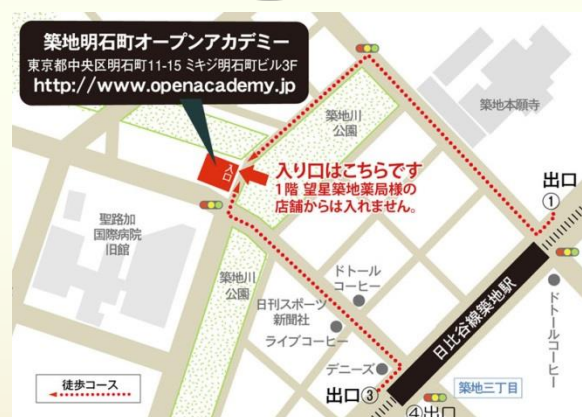 築地明石町オープンアカデミー
東京都中央区明石町11-15 ミキジ明石町ビル3F
http://www.openacademy.jp
築地川
公園
築地本願寺
入口
入り口はこちらです
1階 望星築地薬局様の
店舗からは入れません。
出口
①
聖路加
国際病院
旧館
築地川
公園
ドトール
コーヒー
日刊スポーツ
新聞社
ライブコーヒー
日比谷線築地駅
ドトールコーヒー
デニーズ
徒歩コース
出口③
築地三丁目
④出口